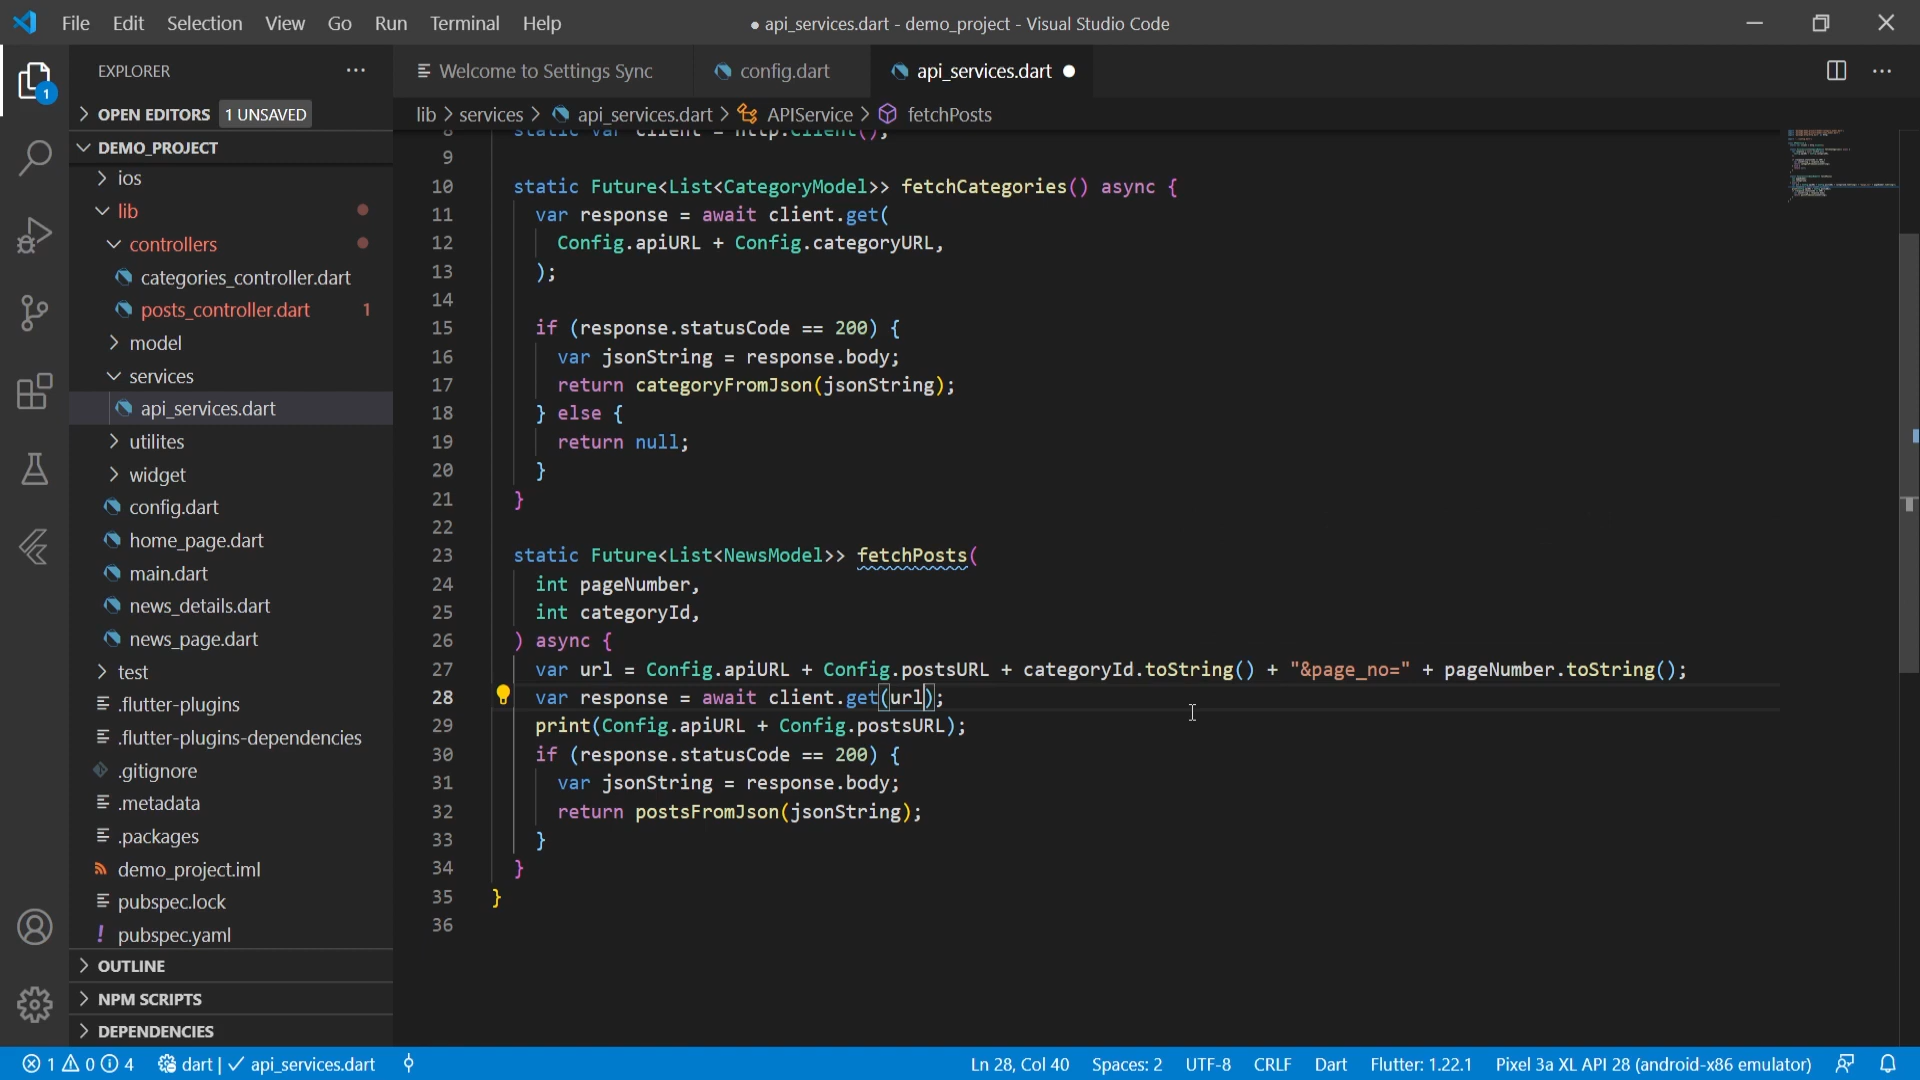 File Edit Selection View Go Run Terminal Help
● api_services.dart - demo_project - Visual Studio Code
EXPLORER
Welcome to Settings Sync
config.dart
api_services.dart
1
OPEN EDITORS 1 UNSAVED
lib > services > api_services.dart > APIService > fetchPosts
DEMO_PROJECT
ios
lib
controllers
categories_controller.dart
posts_controller.dart 1
model
services
api_services.dart
utilites
widget
config.dart
home_page.dart
main.dart
news_details.dart
news_page.dart
test
.flutter-plugins
.flutter-plugins-dependencies
.gitignore
.metadata
.packages
demo_project.iml
pubspec.lock
pubspec.yaml
OUTLINE
NPM SCRIPTS
DEPENDENCIES
8 static var client = http.Client();
9
10 static Future<List<CategoryModel>> fetchCategories() async {
11 var response = await client.get(
12 Config.apiURL + Config.categoryURL,
13 );
14
15 if (response.statusCode == 200) {
16 var jsonString = response.body;
17 return categoryFromJson(jsonString);
18 } else {
19 return null;
20 }
21 }
22
23 static Future<List<NewsModel>> fetchPosts(
24 int pageNumber,
25 int categoryId,
26 ) async {
27 var url = Config.apiURL + Config.postsURL + categoryId.toString() + "&page_no=" + pageNumber.toString();
28 var response = await client.get(url);
29 print(Config.apiURL + Config.postsURL);
30 if (response.statusCode == 200) {
31 var jsonString = response.body;
32 return postsFromJson(jsonString);
33 }
34 }
35 }
36
1 0 4 dart | ✓ api_services.dart
Ln 28, Col 40 Spaces: 2 UTF-8 CRLF Dart Flutter: 1.22.1 Pixel 3a XL API 28 (android-x86 emulator)